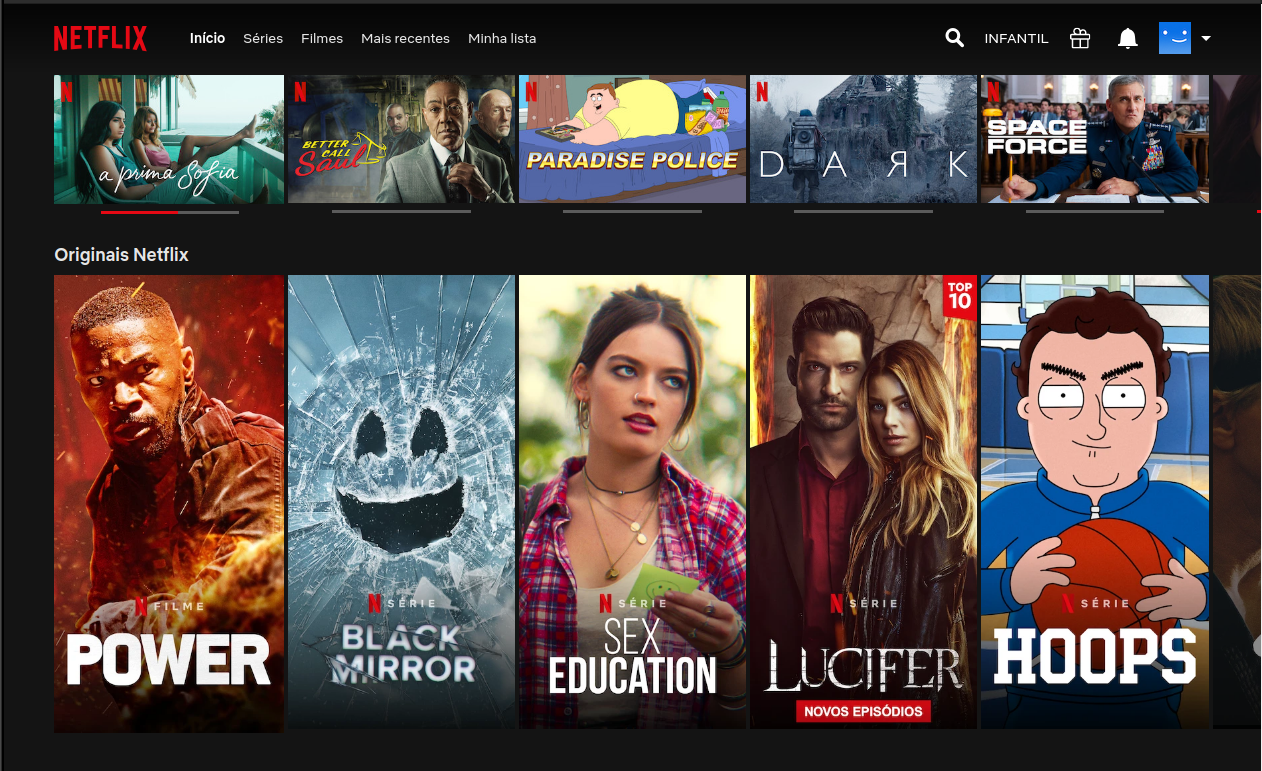 NETFLIX
Início Séries Filmes Mais recentes Minha lista
INFANTIL
N
a prima Sofia
N
BETTER
CALL
Saul
N
PARADISE POLICE
N
DARK
N
SPACE
FORCE
Originais Netflix
N FILME
POWER
N SÉRIE
BLACK
MIRROR
N SÉRIE
SEX
EDUCATION
TOP
10
N SÉRIE
LUCIFER
NOVOS EPISÓDIOS
N SÉRIE
HOOPS